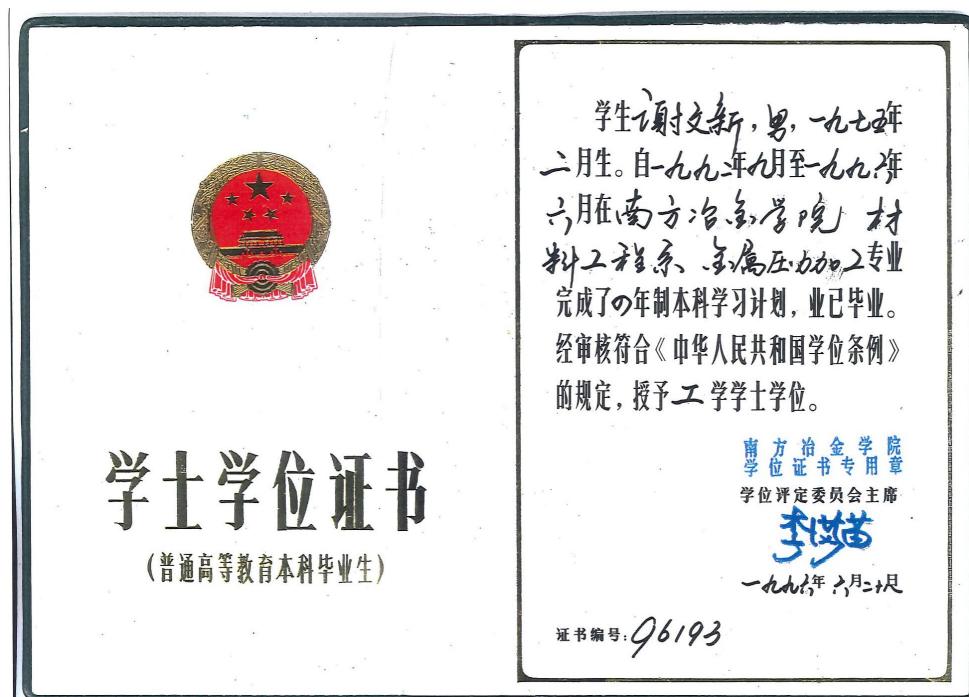 学士学位证书
(普通高等教育本科毕业生)
学生谢文新,男,一九七五年
二月生。自一九九二年九月至一九九六年
六月在南方冶金学院 材
料工程系、金属压力加工专业
完成了四年制本科学习计划,业已毕业。
经审核符合《中华人民共和国学位条例》
的规定,授予工学学士学位。
南方冶金学院
学位证书专用章
学位评定委员会主席
一九九六年六月二十日
证书编号:96193